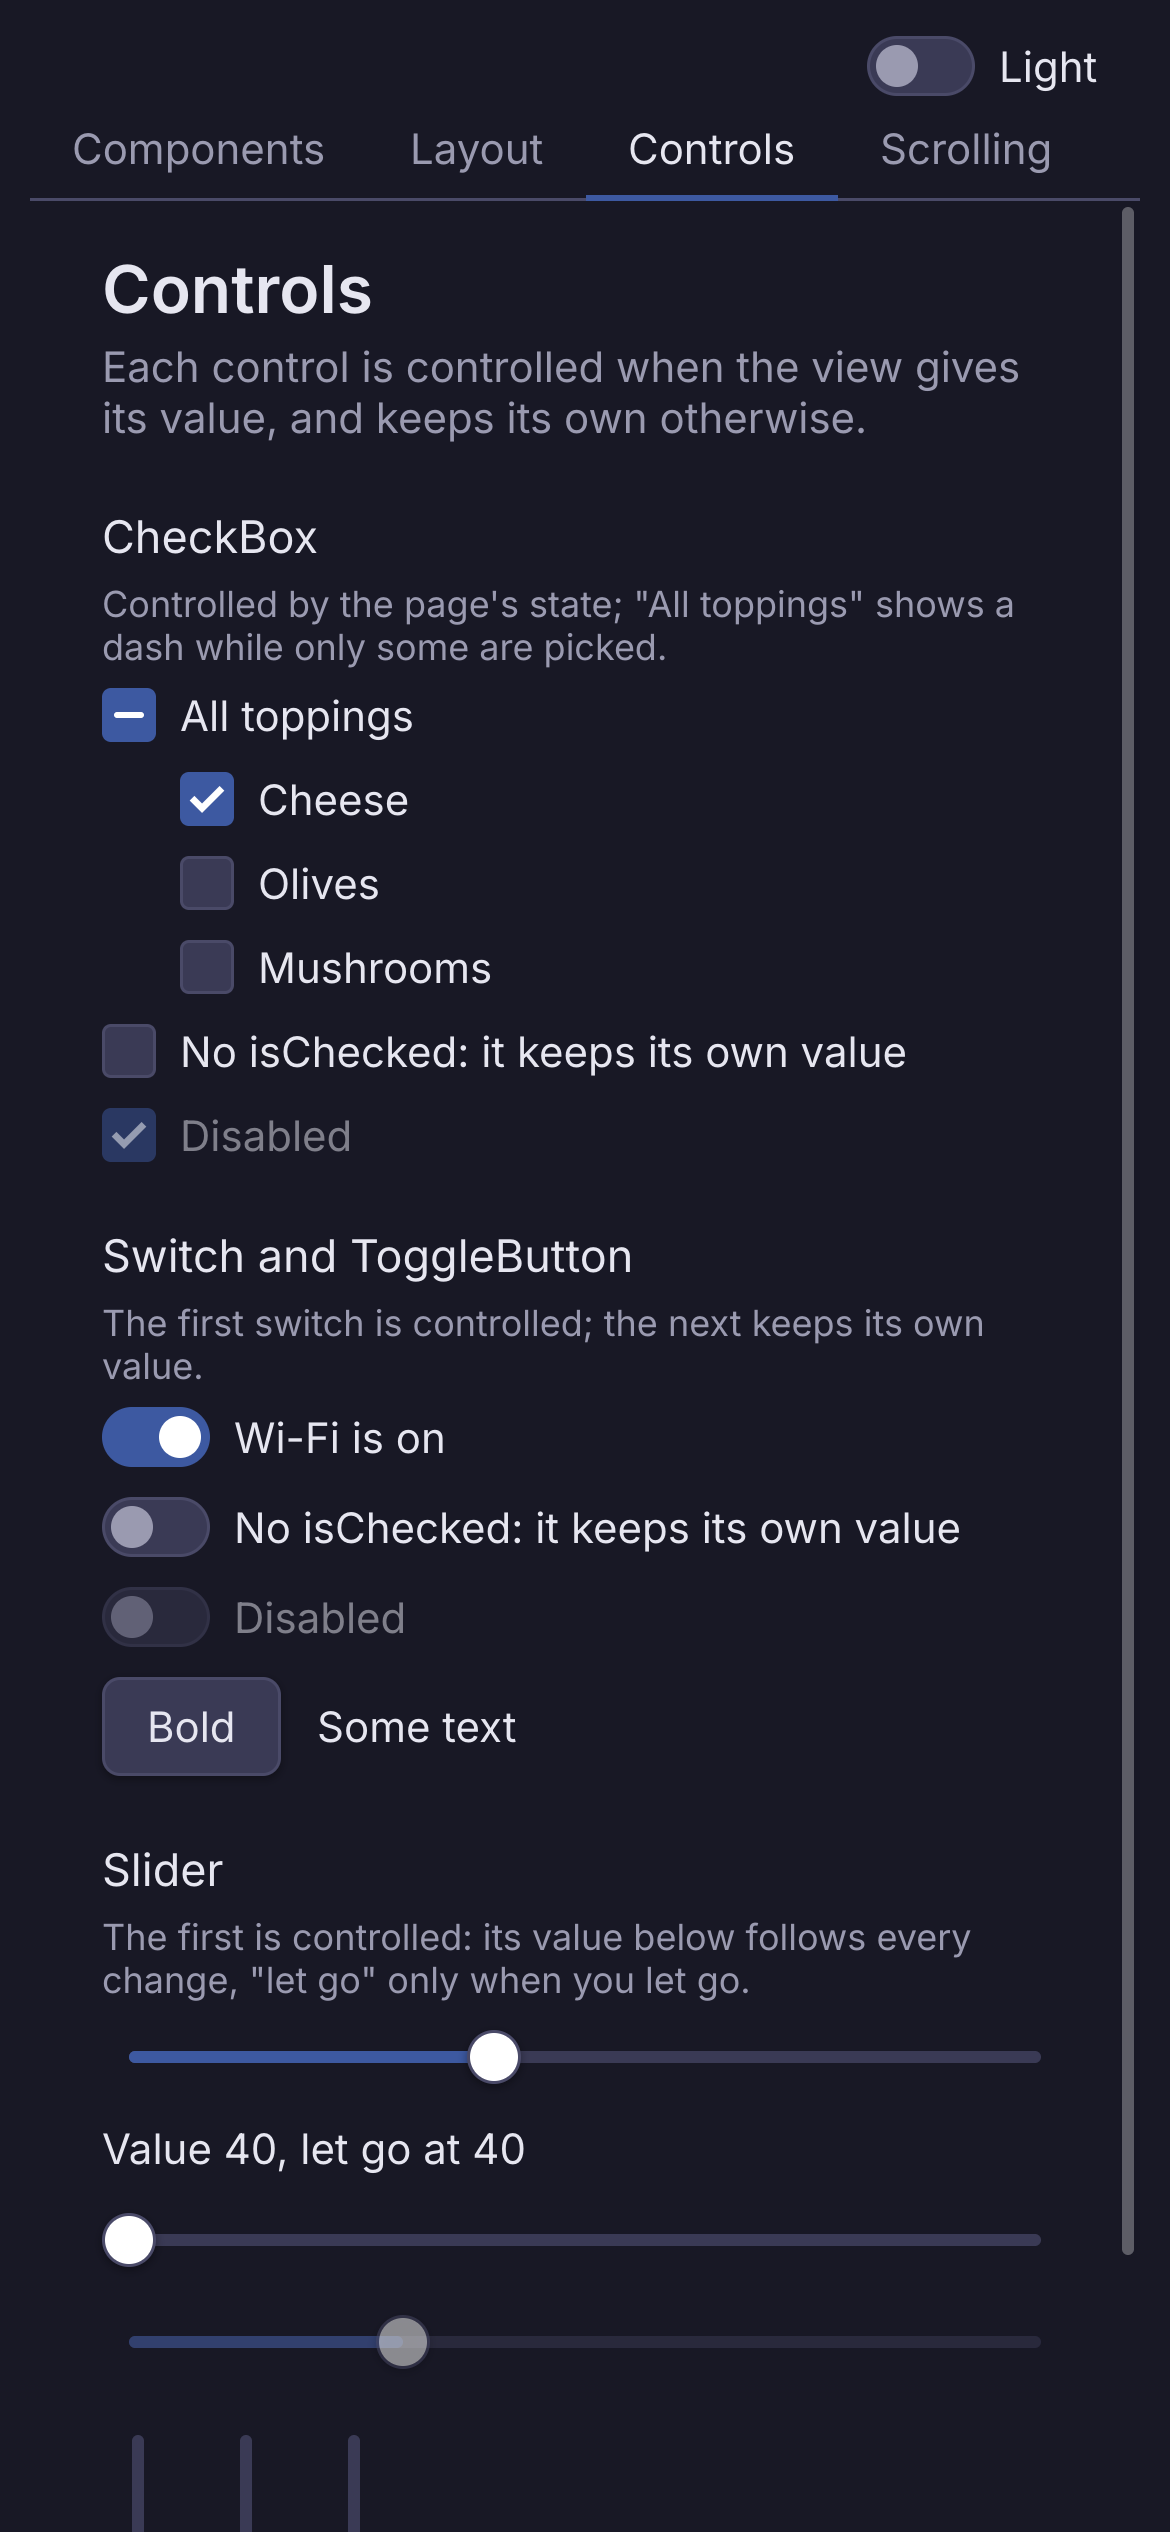 Light
Components Layout Controls Scrolling
Controls
Each control is controlled when the view gives
its value, and keeps its own otherwise.
CheckBox
Controlled by the page's state; "All toppings" shows a
dash while only some are picked.
All toppings
Cheese
Olives
Mushrooms
No isChecked: it keeps its own value
Disabled
Switch and ToggleButton
The first switch is controlled; the next keeps its own
value.
Wi-Fi is on
No isChecked: it keeps its own value
Disabled
Bold Some text
Slider
The first is controlled: its value below follows every
change, "let go" only when you let go.
Value 40, let go at 40